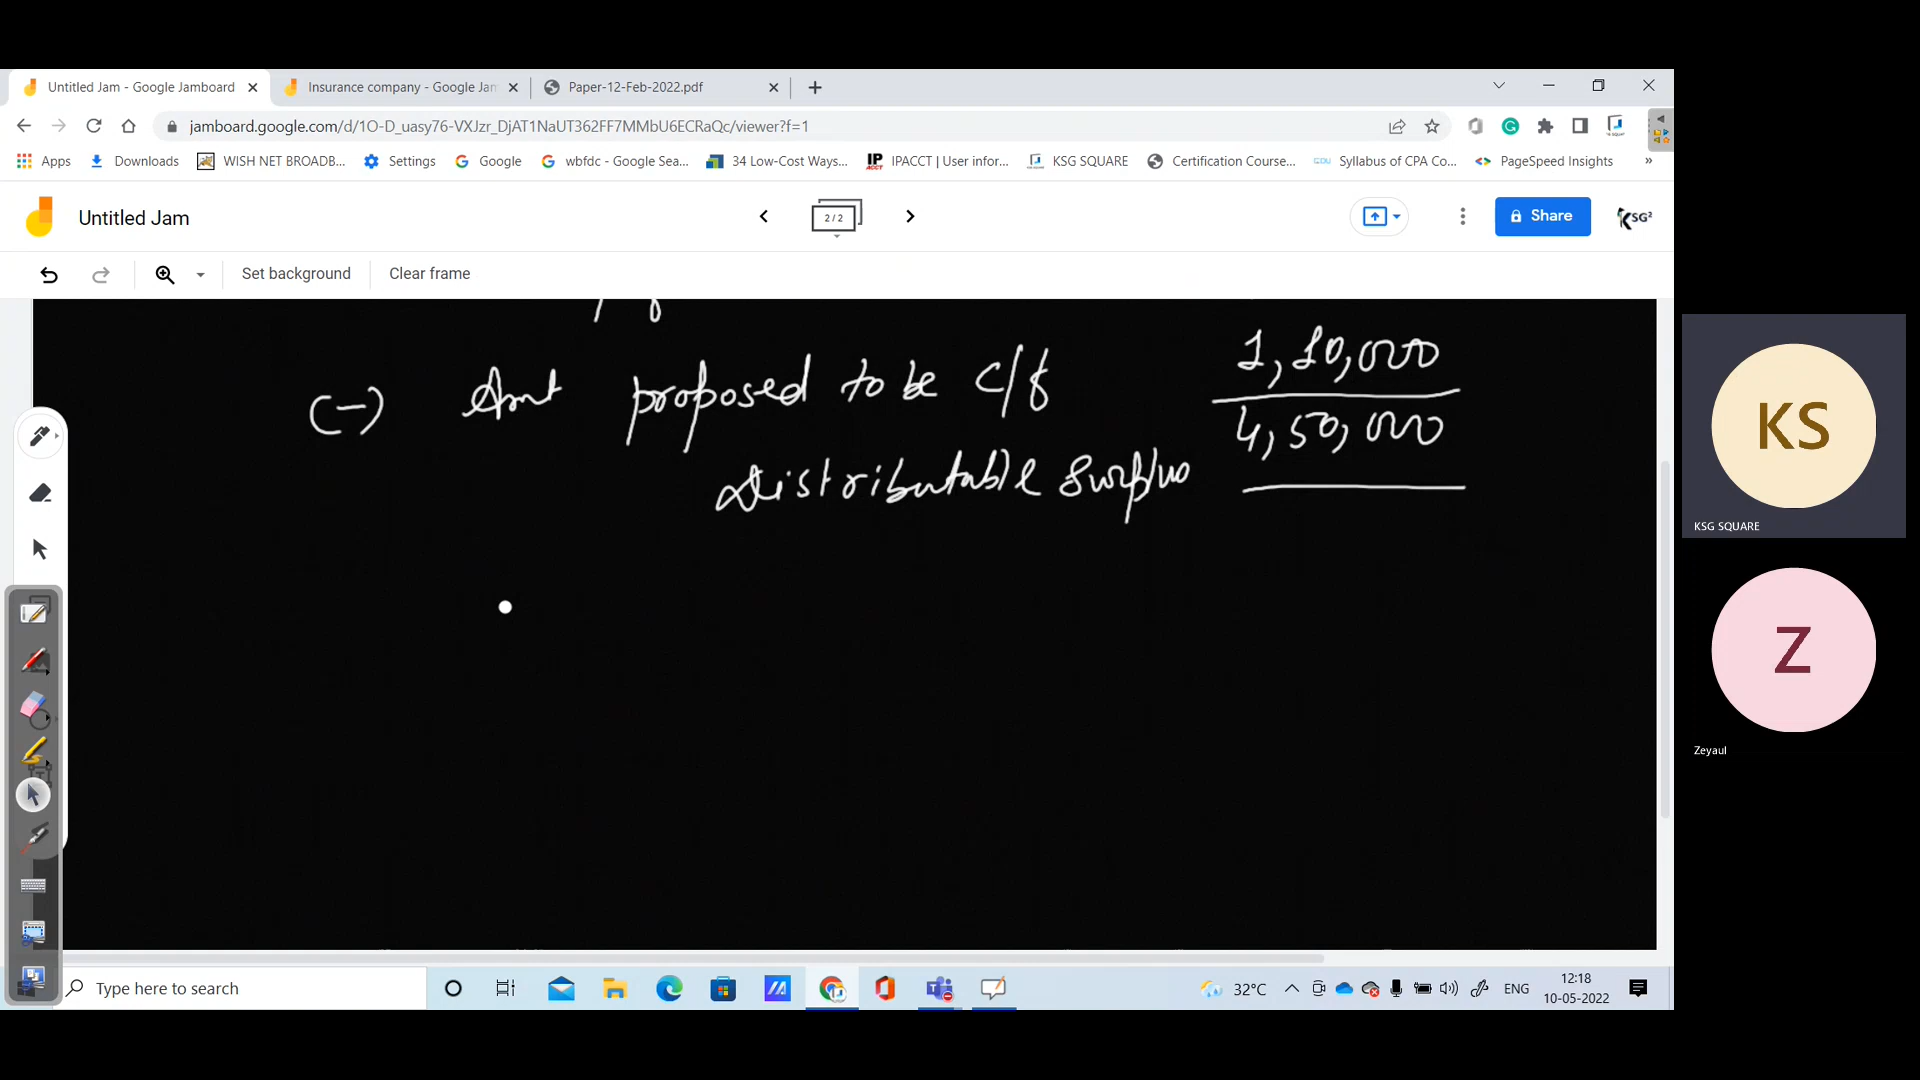 Untitled Jam - Google Jamboard
Insurance company - Google Jam
Paper-12-Feb-2022.pdf
jamboard.google.com/d/1O-D_uasy76-VXJzr_DjAT1NaUT362FF7MMbU6ECRaQc/viewer?f=1
Apps Downloads WISH NET BROADB... Settings Google wbfdc - Google Sea... 34 Low-Cost Ways... IPACCT | User infor... KSG SQUARE Certification Course... Syllabus of CPA Co... PageSpeed Insights »
Untitled Jam
2 / 2
Share
KSG²
Set background Clear frame
(-) Amt proposed to be c/f 1,10,000
4,50,000
Distributable Surplus
KS
KSG SQUARE
Z
Zeyaul
Type here to search
32°C
ENG
12:18
10-05-2022